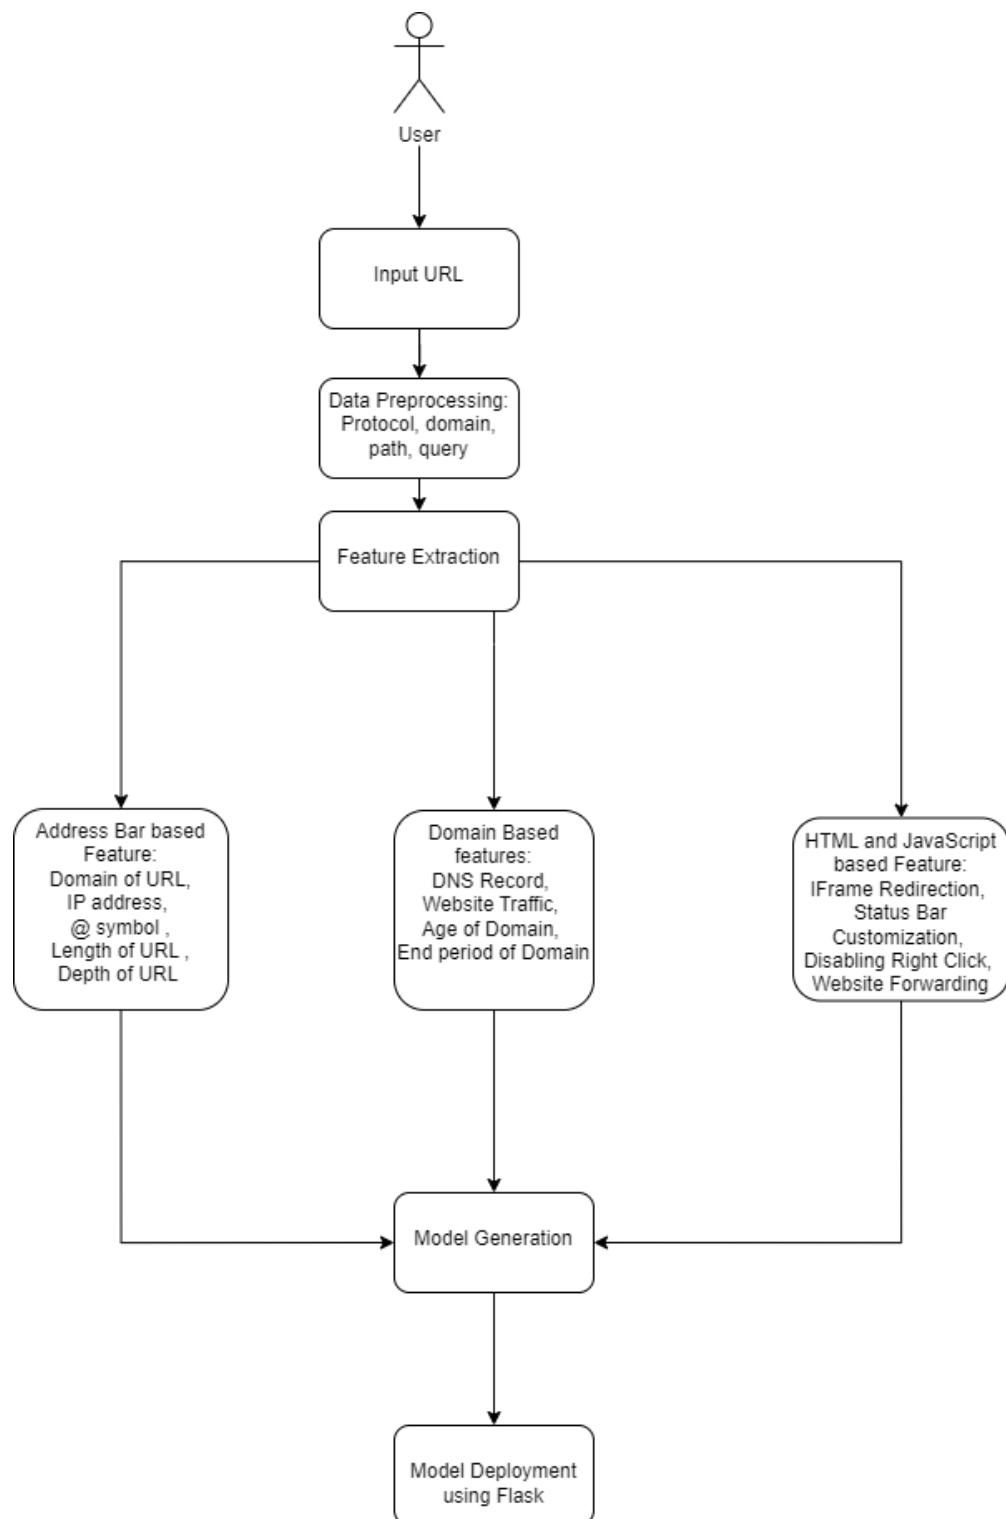 User
Input URL
Data Preprocessing:
Protocol, domain,
path, query
Feature Extraction
Address Bar based
Feature:
Domain of URL,
IP address,
@ symbol ,
Length of URL ,
Depth of URL
Domain Based
features:
DNS Record,
Website Traffic,
Age of Domain,
End period of Domain
HTML and JavaScript
based Feature:
IFrame Redirection,
Status Bar
Customization,
Disabling Right Click,
Website Forwarding
Model Generation
Model Deployment
using Flask